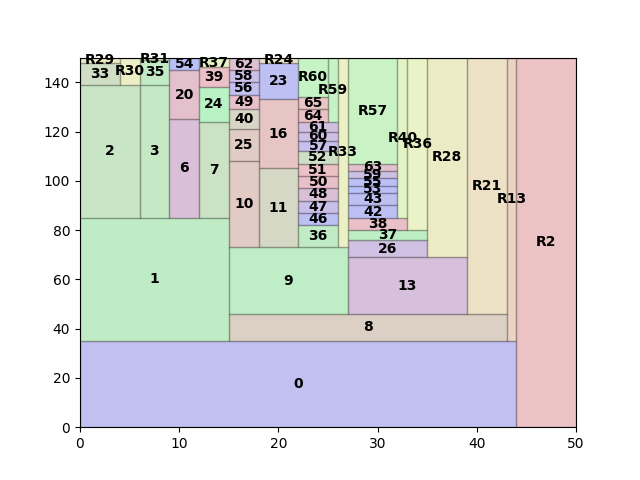 R29 R31 54 R37 62 R24
33 R30 35 39 58 23 R60
140 20 56 R59
24 49 65 R57
120 40 64
16 61
60 R40
2 3 6 7 25 57 R33 R36
52 R28
51 63
100 50 59
55
48 53 R21
10 11 47 43 R13
46 42
38
80 36 37 R2
26
60 1 9 13
40 8
20 0
0
0 10 20 30 40 50